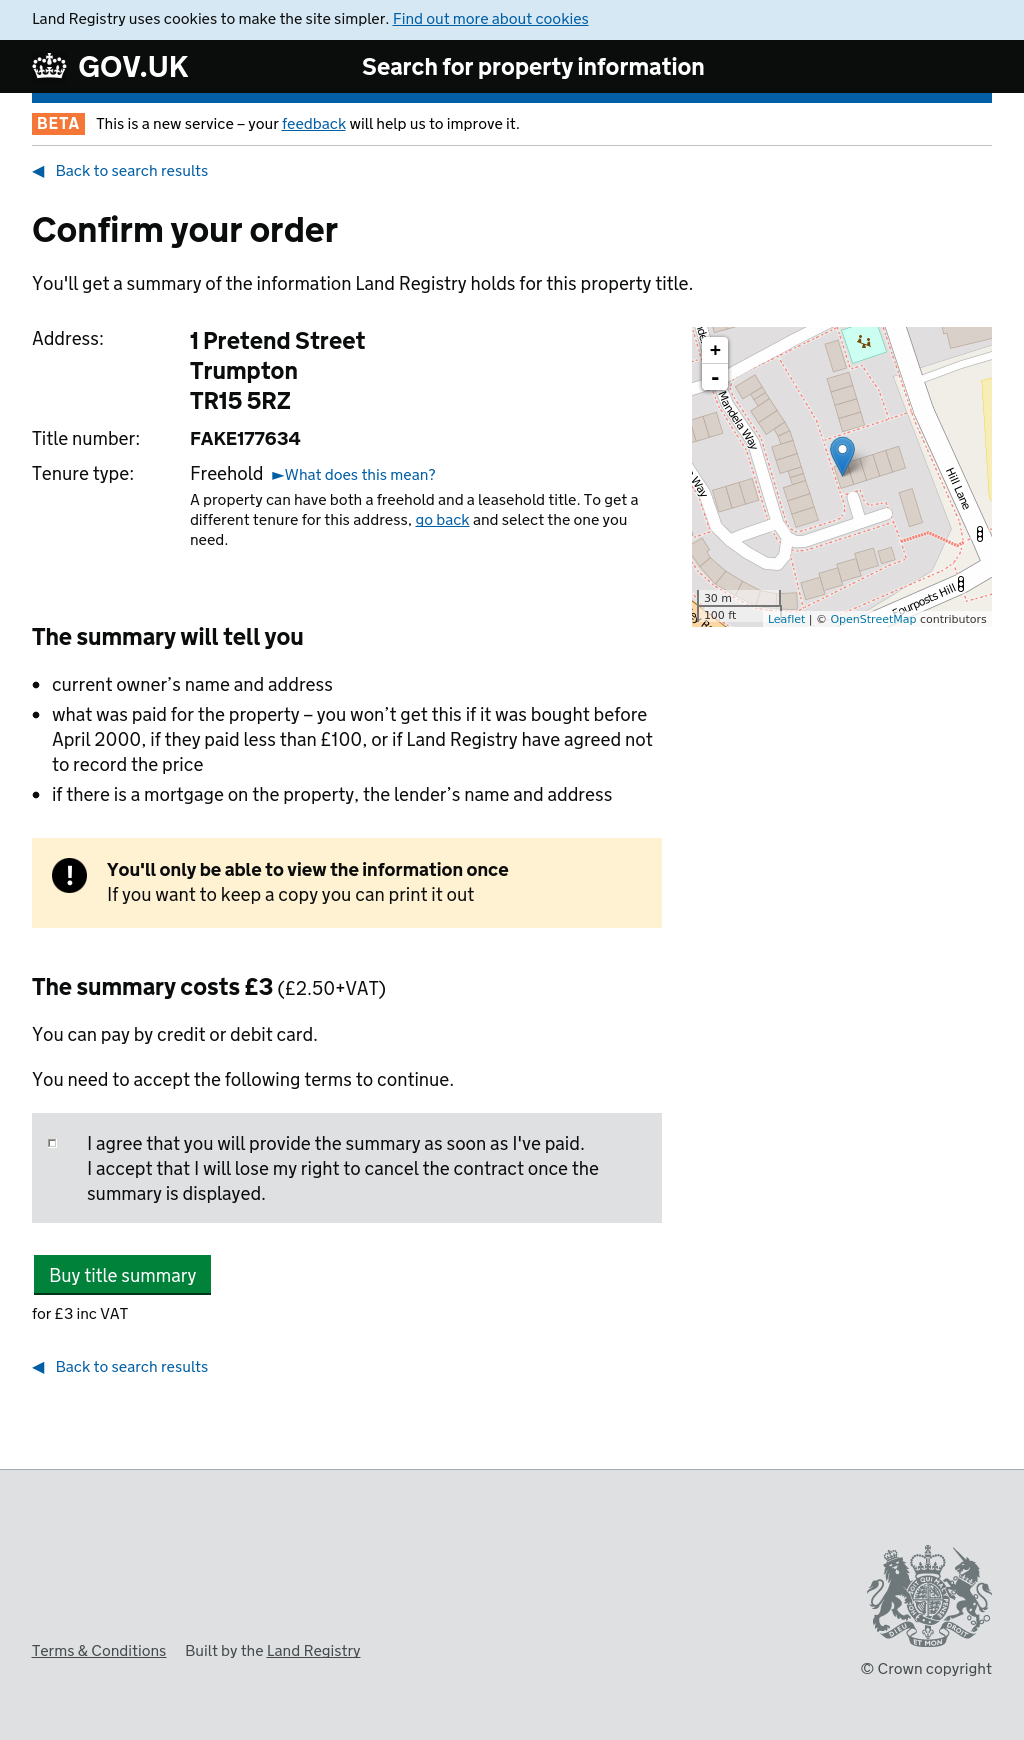 Land Registry uses cookies to make the site simpler. Find out more about cookies
GOV.UK
Search for property information
BETA This is a new service – your feedback will help us to improve it.
◀ Back to search results
Confirm your order
You'll get a summary of the information Land Registry holds for this property title.
Address:
1 Pretend Street
Trumpton
TR15 5RZ
Title number:
FAKE177634
Tenure type:
Freehold ►What does this mean?
A property can have both a freehold and a leasehold title. To get a
different tenure for this address, go back and select the one you
need.
+
-
Mandela Way
Way
Hill Lane
Fourposts Hill
30 m
100 ft
Leaflet | © OpenStreetMap contributors
The summary will tell you
• current owner’s name and address
• what was paid for the property – you won’t get this if it was bought before
April 2000, if they paid less than £100, or if Land Registry have agreed not
to record the price
• if there is a mortgage on the property, the lender’s name and address
!
You'll only be able to view the information once
If you want to keep a copy you can print it out
The summary costs £3 (£2.50+VAT)
You can pay by credit or debit card.
You need to accept the following terms to continue.
I agree that you will provide the summary as soon as I've paid.
I accept that I will lose my right to cancel the contract once the
summary is displayed.
Buy title summary
for £3 inc VAT
◀ Back to search results
DIEU ET MON DROIT
Terms & Conditions Built by the Land Registry
© Crown copyright